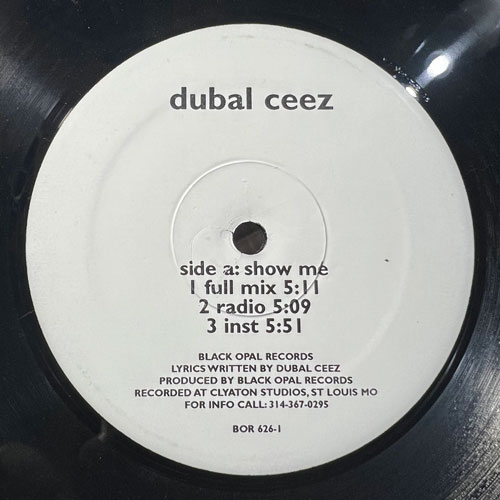 dubal ceez
side a: show me
1 full mix 5:11
2 radio 5:09
3 inst 5:51
BLACK OPAL RECORDS
LYRICS WRITTEN BY DUBAL CEEZ
PRODUCED BY BLACK OPAL RECORDS
RECORDED AT CLYATON STUDIOS, ST LOUIS MO
FOR INFO CALL: 314-367-0295
BOR 626-1